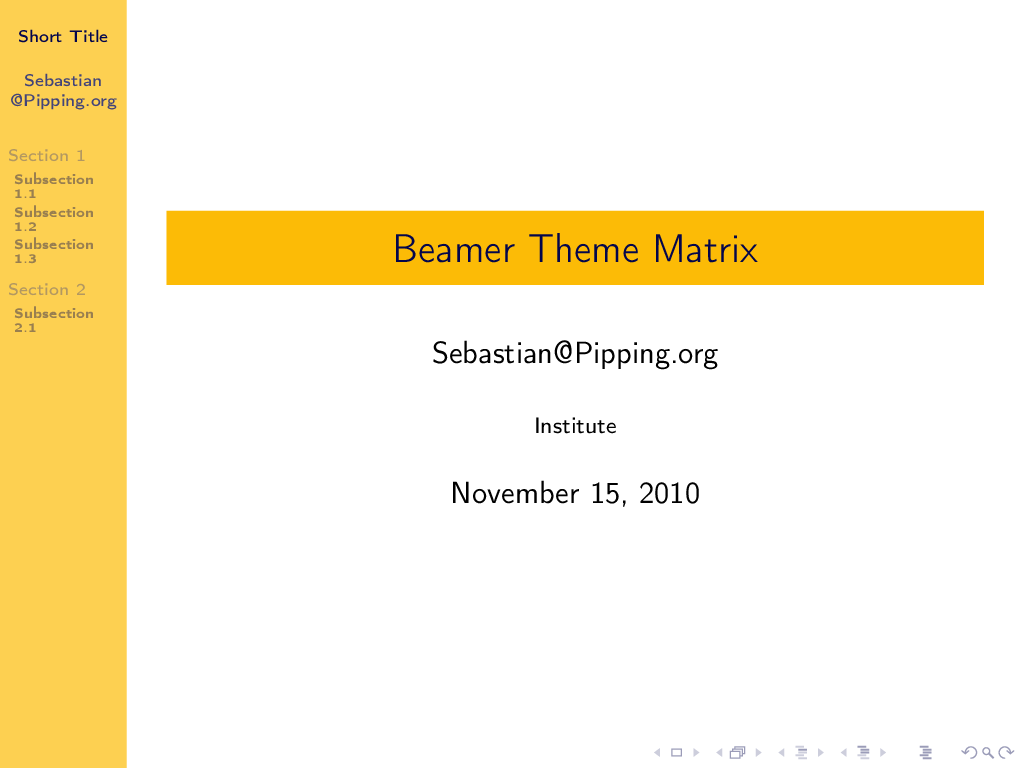 Short Title
Sebastian
@Pipping.org
Section 1
Subsection
1.1
Subsection
1.2
Subsection
1.3
Section 2
Subsection
2.1
Beamer Theme Matrix
Sebastian@Pipping.org
Institute
November 15, 2010